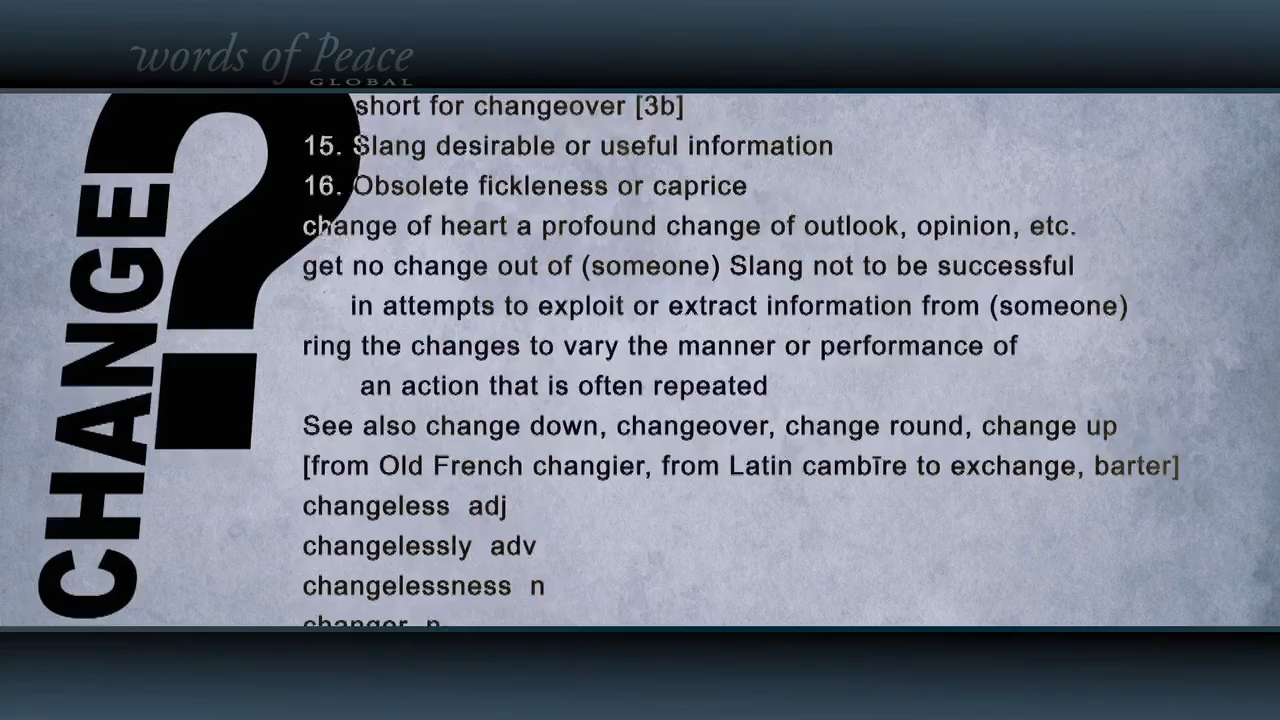 words of Peace
GLOBAL
CHANGE?
short for changeover [3b]
15. Slang desirable or useful information
16. Obsolete fickleness or caprice
change of heart a profound change of outlook, opinion, etc.
get no change out of (someone) Slang not to be successful
in attempts to exploit or extract information from (someone)
ring the changes to vary the manner or performance of
an action that is often repeated
See also change down, changeover, change round, change up
[from Old French changier, from Latin cambīre to exchange, barter]
changeless adj
changelessly adv
changelessness n
changer n